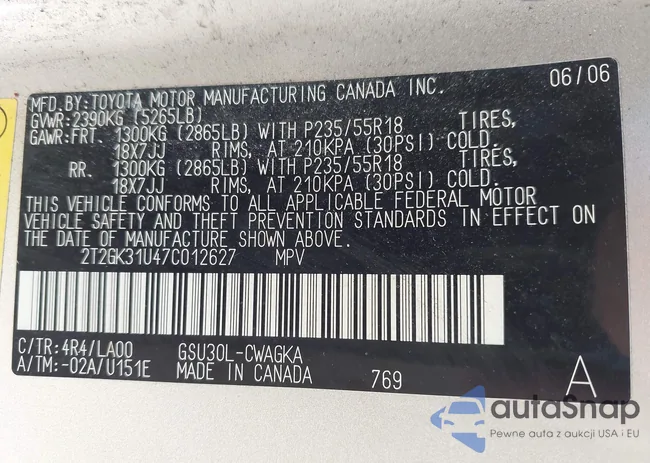 MFD.BY:TOYOTA MOTOR MANUFACTURING CANADA INC. 06/06
GVWR:2390KG (5265LB)
GAWR:FRT. 1300KG (2865LB) WITH P235/55R18 TIRES,
18X7JJ RIMS, AT 210KPA (30PSI) COLD.
RR. 1300KG (2865LB) WITH P235/55R18 TIRES,
18X7JJ RIMS, AT 210KPA (30PSI) COLD.
THIS VEHICLE CONFORMS TO ALL APPLICABLE FEDERAL MOTOR
VEHICLE SAFETY AND THEFT PREVENTION STANDARDS IN EFFECT ON
THE DATE OF MANUFACTURE SHOWN ABOVE.
2T2GK31U47C012627 MPV
C/TR: 4R4/LA00 GSU30L-CWAGKA
A/TM: -02A/U151E MADE IN CANADA 769 A
autoSnap
Pewne auta z aukcji USA i EU